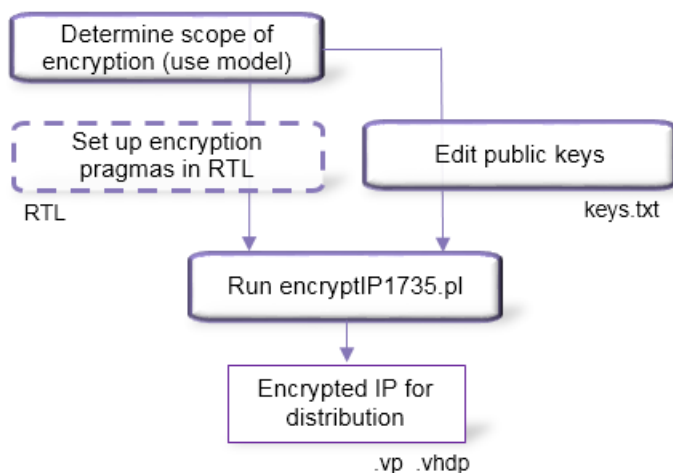 Determine scope of
encryption (use model)
Set up encryption
pragmas in RTL
Edit public keys
RTL
keys.txt
Run encryptIP1735.pl
Encrypted IP for
distribution
.vp .vhdp